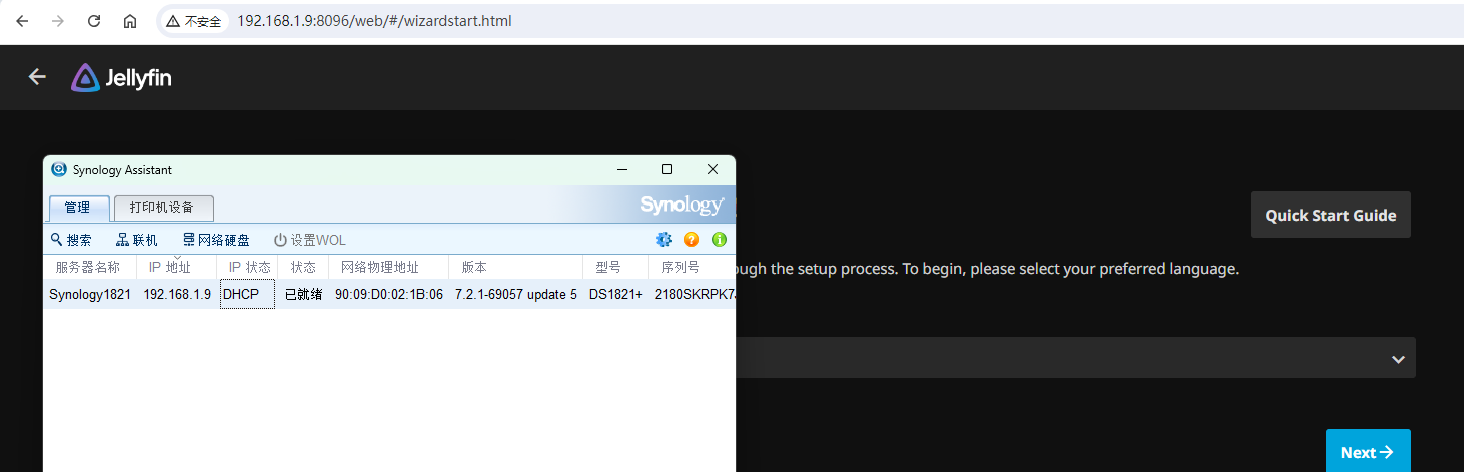 不安全 192.168.1.9:8096/web/#/wizardstart.html
Jellyfin
Synology Assistant
管理 打印机设备 Synology
搜索 联机 网络硬盘 设置WOL
服务器名称 IP 地址 IP 状态 状态 网络物理地址 版本 型号 序列号
Synology1821 192.168.1.9 DHCP 已就绪 90:09:D0:02:1B:06 7.2.1-69057 update 5 DS1821+ 2180SKRPK7
Quick Start Guide
ough the setup process. To begin, please select your preferred language.
Next